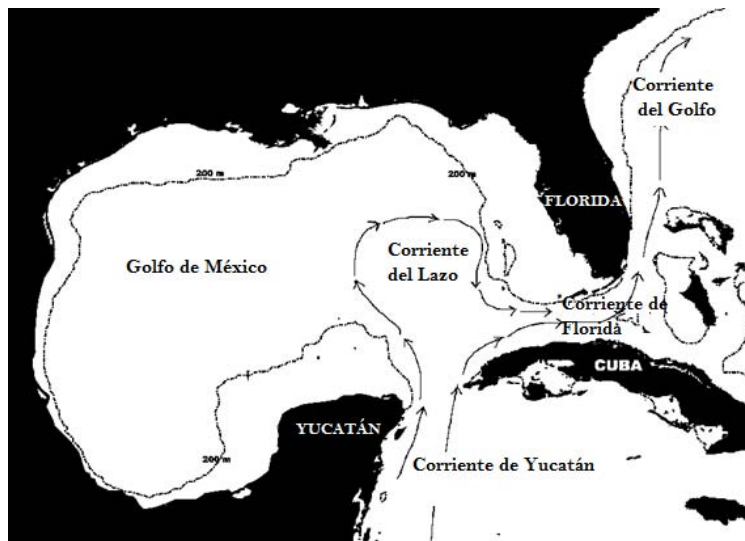 Corriente
del Golfo
200 m
200 m
FLORIDA
Corriente
del Lazo
Golfo de México
Corriente de
Florida
CUBA
YUCATÁN
200 m
Corriente de Yucatán